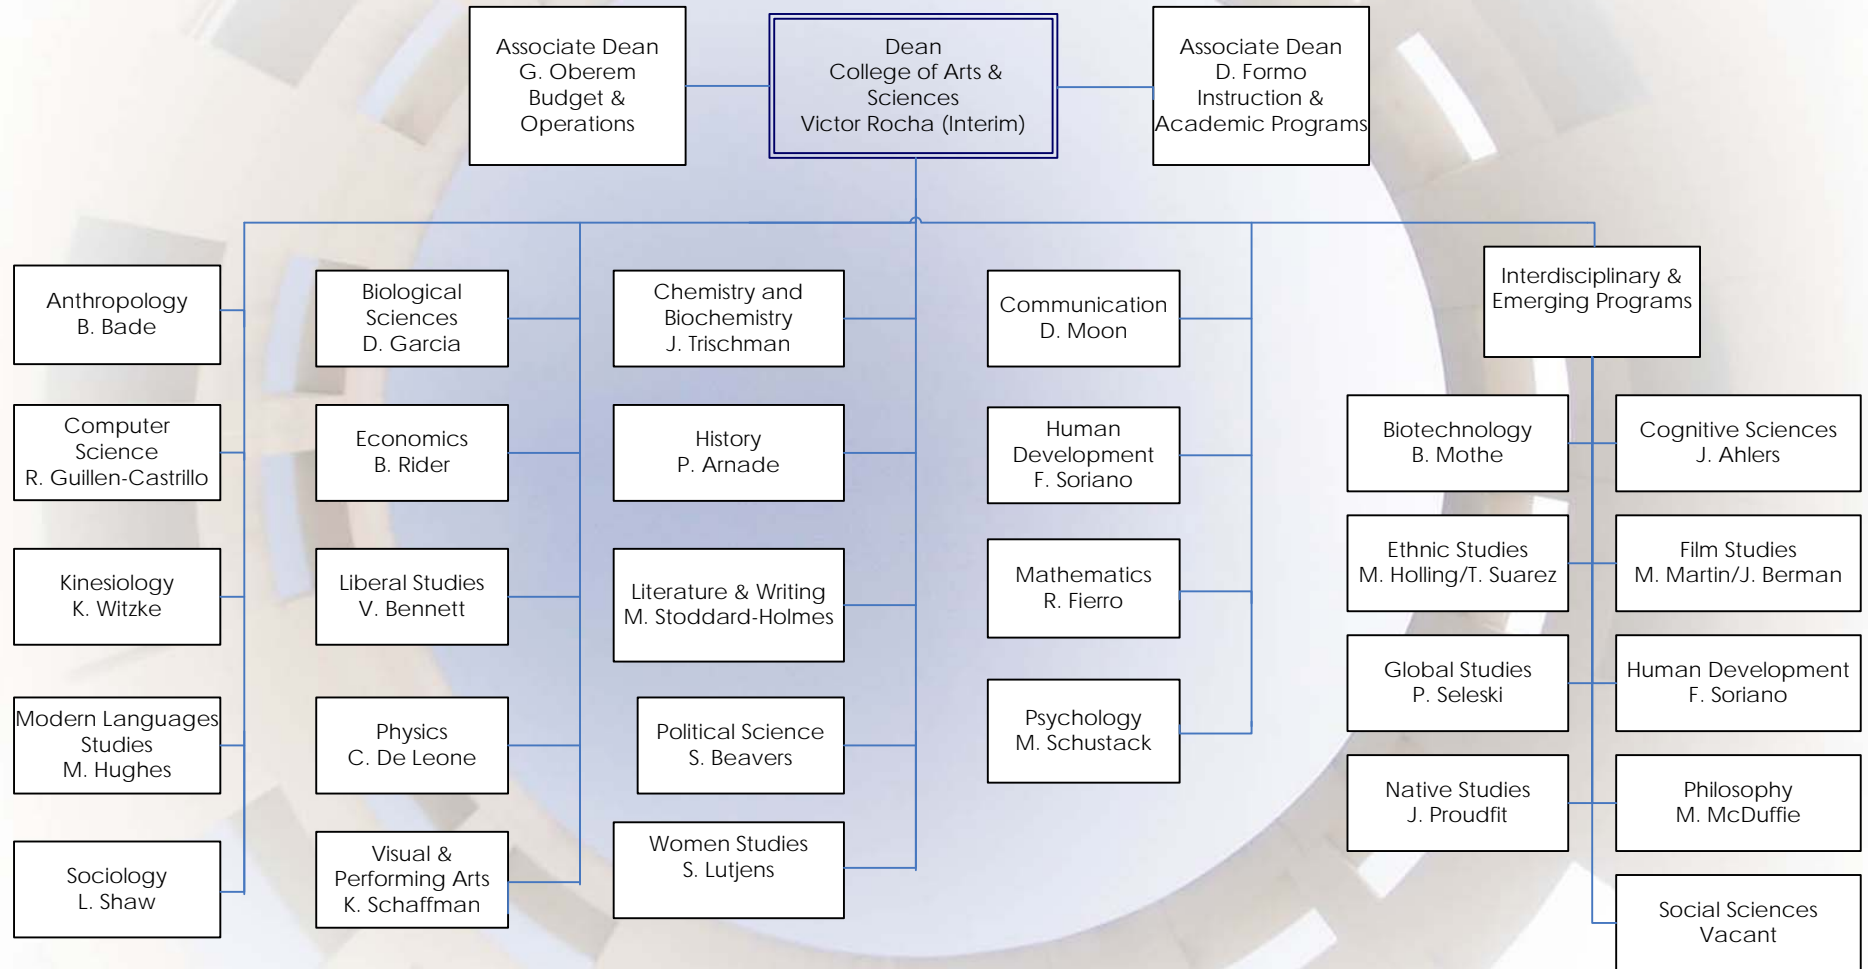 Associate Dean
G. Oberem
Budget &
Operations
Dean
College of Arts &
Sciences
Victor Rocha (Interim)
Associate Dean
D. Formo
Instruction &
Academic Programs
Anthropology
B. Bade
Biological
Sciences
D. Garcia
Chemistry and
Biochemistry
J. Trischman
Communication
D. Moon
Interdisciplinary &
Emerging Programs
Computer
Science
R. Guillen-Castrillo
Economics
B. Rider
History
P. Arnade
Human
Development
F. Soriano
Biotechnology
B. Mothe
Cognitive Sciences
J. Ahlers
Kinesiology
K. Witzke
Liberal Studies
V. Bennett
Literature & Writing
M. Stoddard-Holmes
Mathematics
R. Fierro
Ethnic Studies
M. Holling/T. Suarez
Film Studies
M. Martin/J. Berman
Modern Languages
Studies
M. Hughes
Physics
C. De Leone
Political Science
S. Beavers
Psychology
M. Schustack
Global Studies
P. Seleski
Human Development
F. Soriano
Sociology
L. Shaw
Visual &
Performing Arts
K. Schaffman
Women Studies
S. Lutjens
Native Studies
J. Proudfit
Philosophy
M. McDuffie
Social Sciences
Vacant